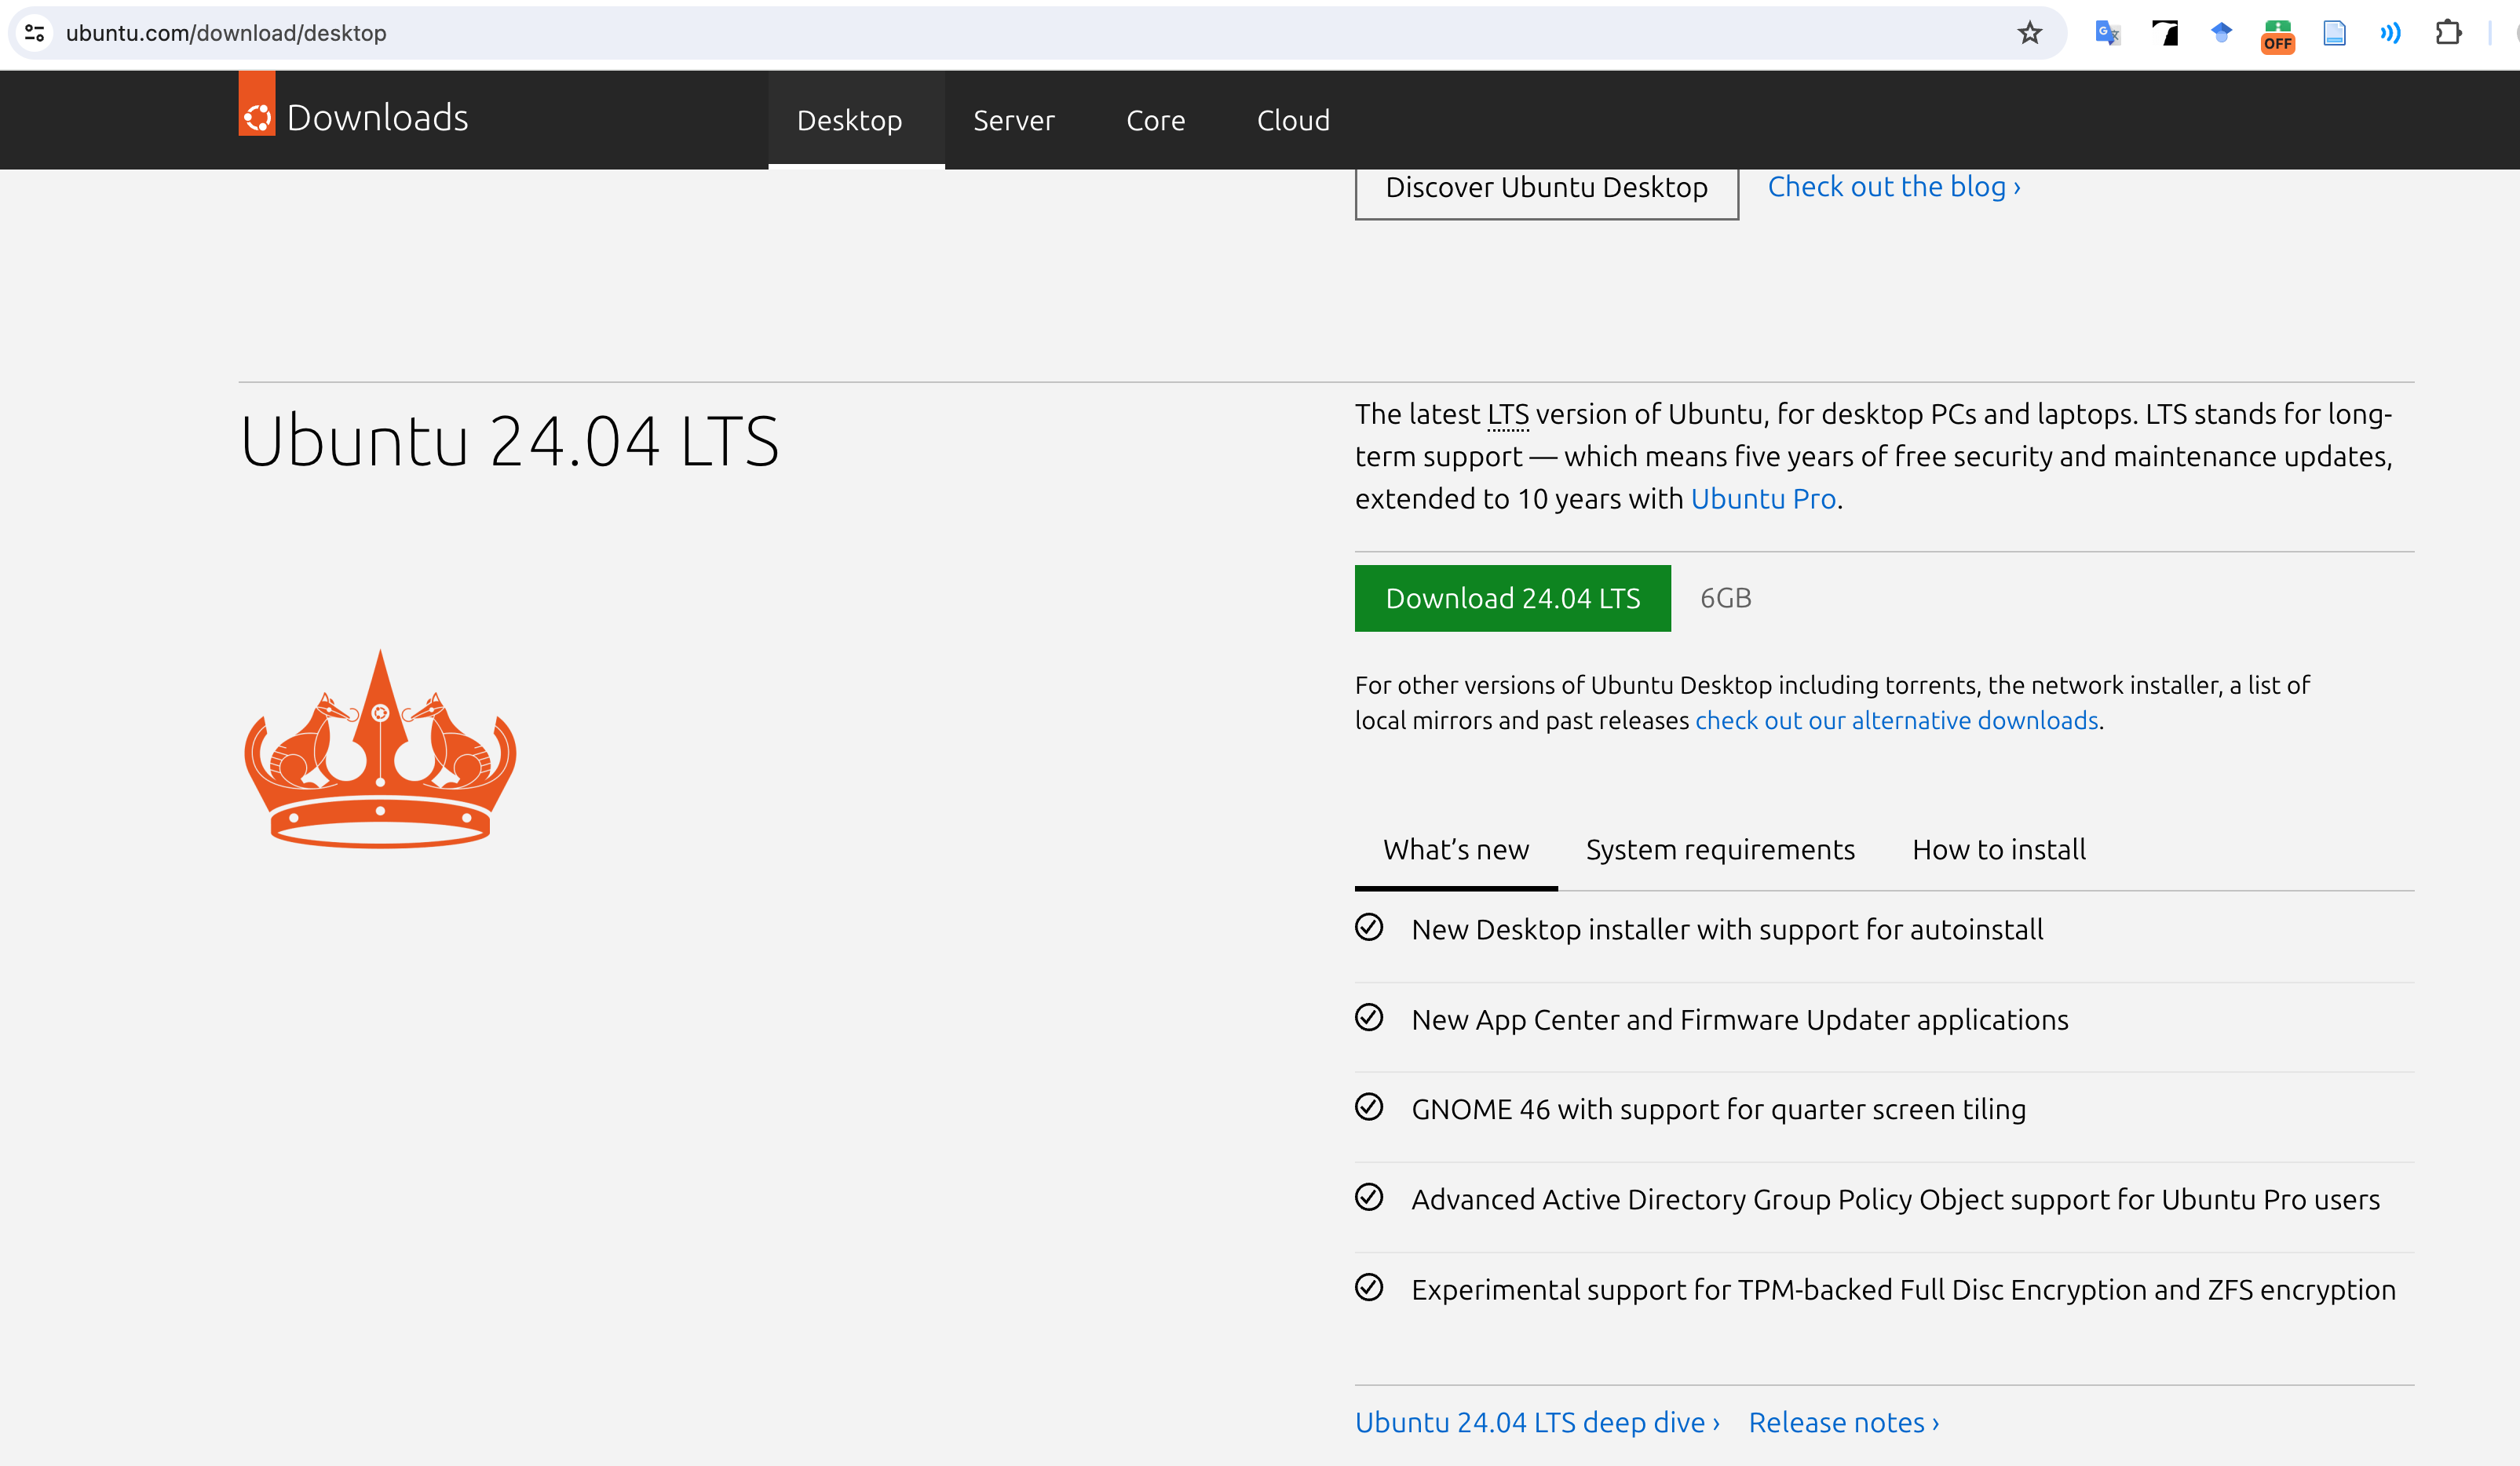 ubuntu.com/download/desktop
OFF
Downloads
Desktop
Server
Core
Cloud
Discover Ubuntu Desktop
Check out the blog ›
Ubuntu 24.04 LTS
The latest LTS version of Ubuntu, for desktop PCs and laptops. LTS stands for long-
term support — which means five years of free security and maintenance updates,
extended to 10 years with Ubuntu Pro.
Download 24.04 LTS
6GB
For other versions of Ubuntu Desktop including torrents, the network installer, a list of
local mirrors and past releases check out our alternative downloads.
What’s new
System requirements
How to install
New Desktop installer with support for autoinstall
New App Center and Firmware Updater applications
GNOME 46 with support for quarter screen tiling
Advanced Active Directory Group Policy Object support for Ubuntu Pro users
Experimental support for TPM-backed Full Disc Encryption and ZFS encryption
Ubuntu 24.04 LTS deep dive ›
Release notes ›